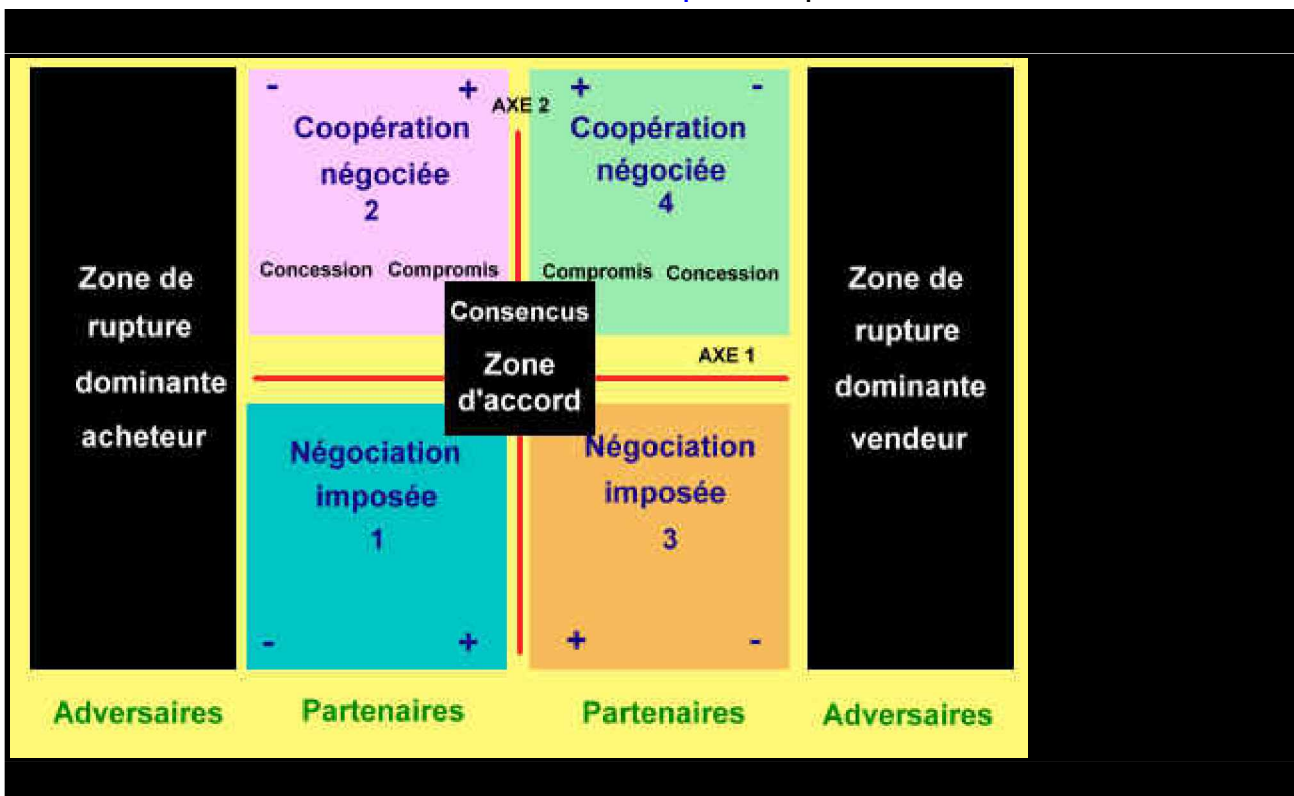 Zone de
rupture
dominante
acheteur
- +
Coopération
négociée
2
Concession Compromis
AXE 2
+ -
Coopération
négociée
4
Compromis Concession
Consencus
Zone
d'accord
AXE 1
Négociation
imposée
1
- +
Négociation
imposée
3
+ -
Zone de
rupture
dominante
vendeur
Adversaires Partenaires Partenaires Adversaires